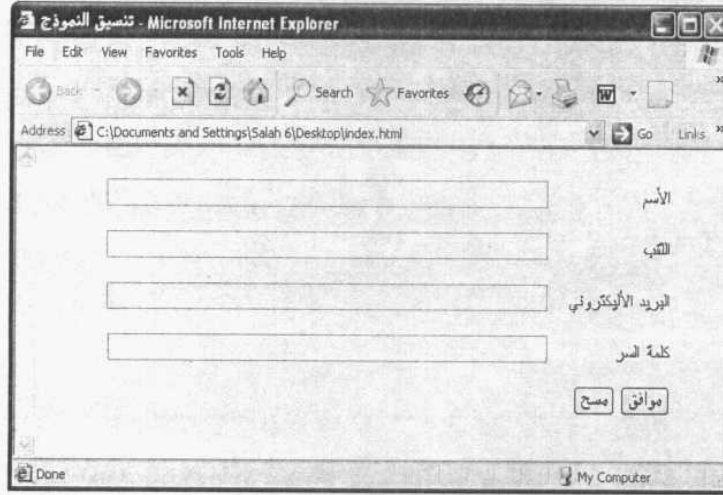 تنسيق النموذج - Microsoft Internet Explorer
File Edit View Favorites Tools Help
Back Search Favorites
Address C:\Documents and Settings\Salah 6\Desktop\index.html Go Links »
الأسم
اللقب
البريد الأليكتروني
كلمة السر
موافق مسح
Done My Computer